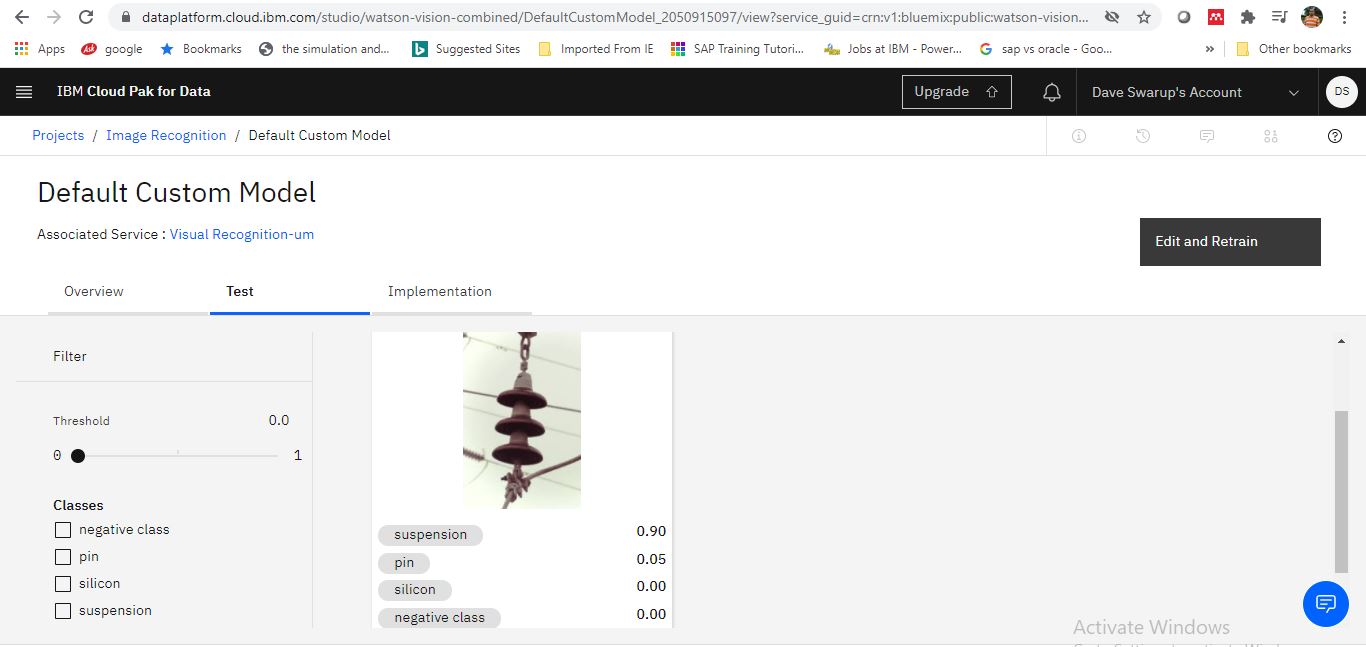 dataplatform.cloud.ibm.com/studio/watson-vision-combined/DefaultCustomModel_2050915097/view?service_guid=crn:v1:bluemix:public:watson-vision...
Apps google Bookmarks the simulation and... Suggested Sites Imported From IE SAP Training Tutori... Jobs at IBM - Power... sap vs oracle - Goo... » Other bookmarks
IBM Cloud Pak for Data Upgrade Dave Swarup's Account DS
Projects / Image Recognition / Default Custom Model
Default Custom Model
Associated Service : Visual Recognition-um
Edit and Retrain
Overview Test Implementation
Filter
Threshold 0.0
0 1
Classes
negative class
pin
silicon
suspension
suspension 0.90
pin 0.05
silicon 0.00
negative class 0.00
Activate Windows